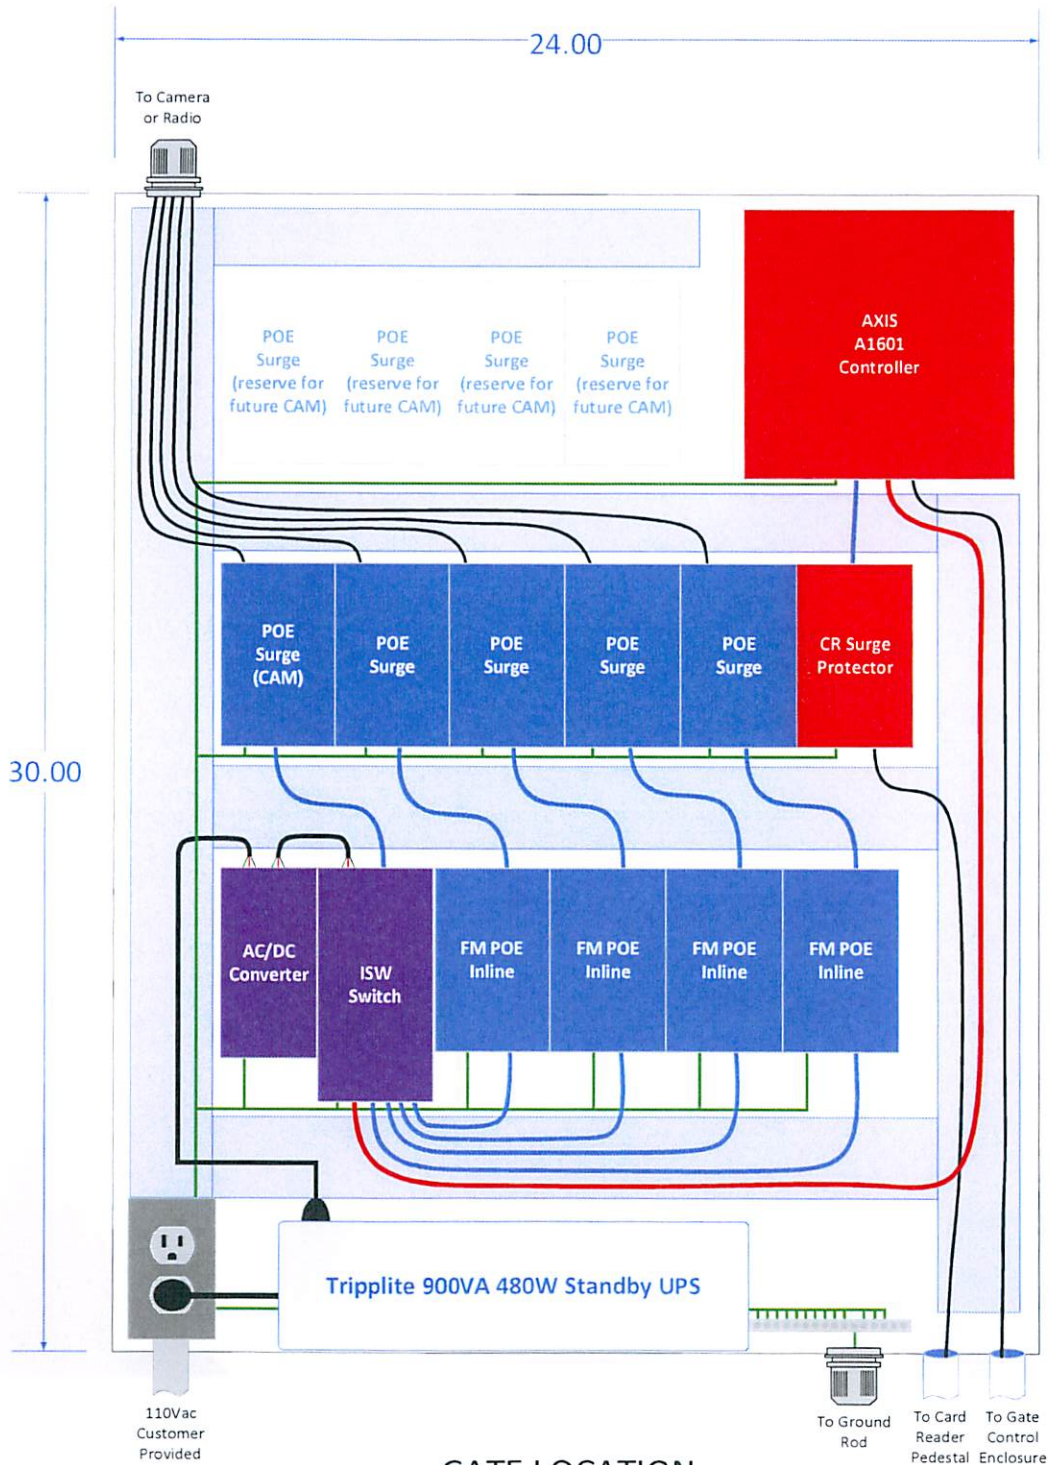 24.00
To Camera
or Radio
POE
Surge
(reserve for
future CAM)
POE
Surge
(reserve for
future CAM)
POE
Surge
(reserve for
future CAM)
POE
Surge
(reserve for
future CAM)
AXIS
A1601
Controller
POE
Surge
(CAM)
POE
Surge
POE
Surge
POE
Surge
POE
Surge
CR Surge
Protector
30.00
AC/DC
Converter
ISW
Switch
FM POE
Inline
FM POE
Inline
FM POE
Inline
FM POE
Inline
Tripplite 900VA 480W Standby UPS
110Vac
Customer
Provided
To Ground
Rod
To Card
Reader
Pedestal
To Gate
Control
Enclosure
GATE LOCATION